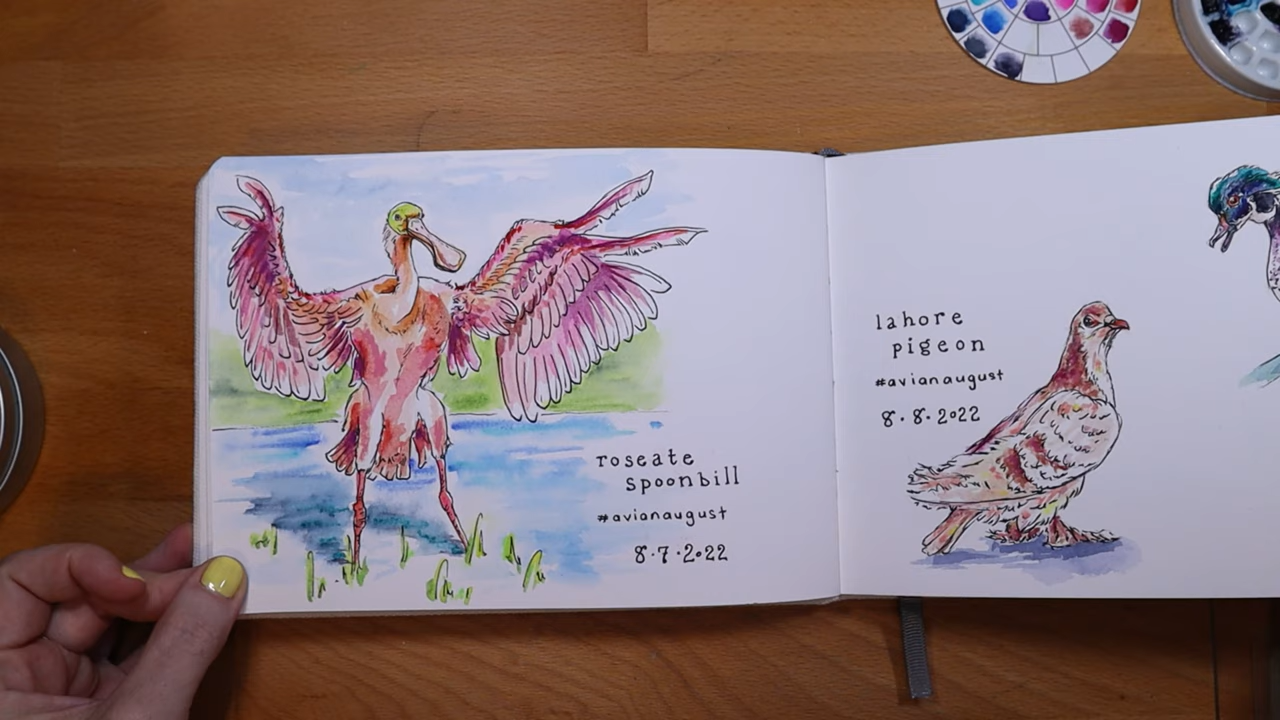 roseate
spoonbill
#avianaugust
8.7.2022
lahore
pigeon
#avianaugust
8.8.2022